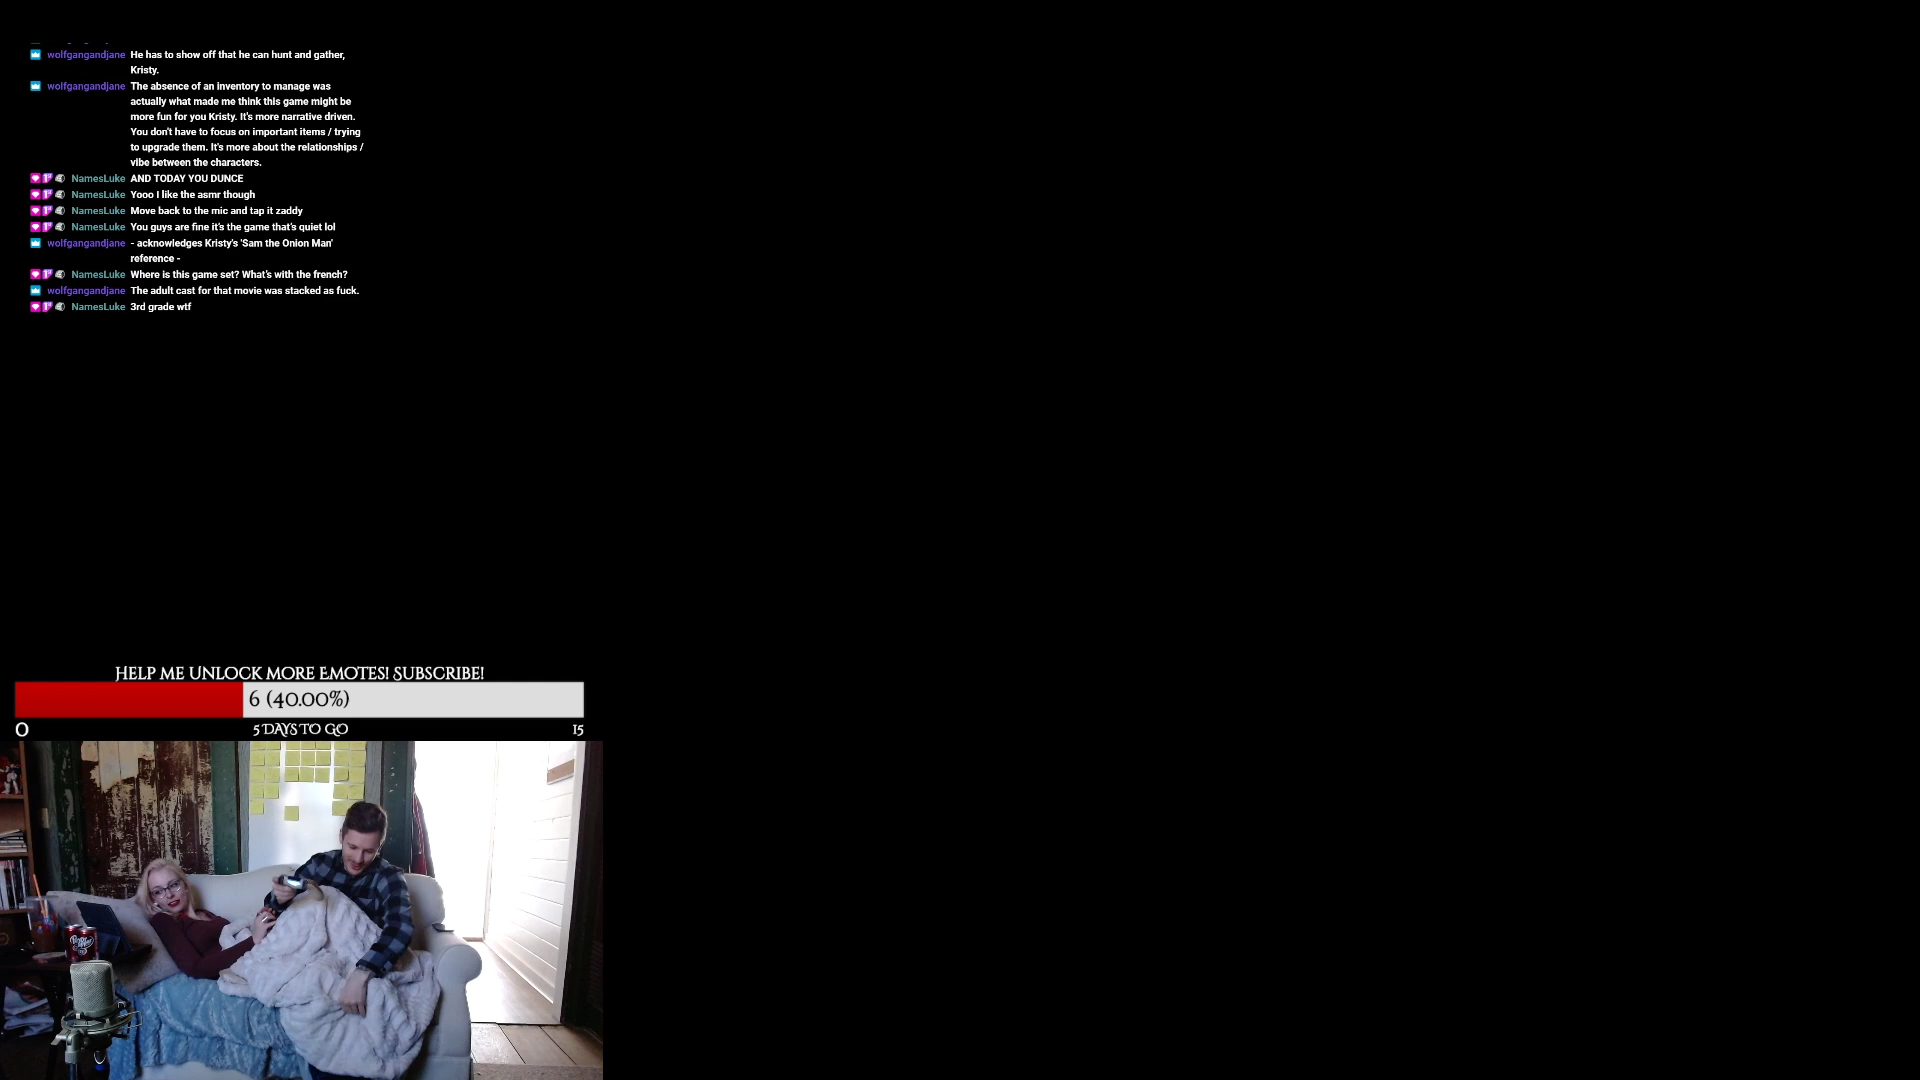 wolfgangandjane He has to show off that he can hunt and gather,
Kristy.
wolfgangandjane The absence of an inventory to manage was
actually what made me think this game might be
more fun for you Kristy. It's more narrative driven.
You don't have to focus on important items / trying
to upgrade them. It's more about the relationships /
vibe between the characters.
NamesLuke AND TODAY YOU DUNCE
NamesLuke Yooo I like the asmr though
NamesLuke Move back to the mic and tap it zaddy
NamesLuke You guys are fine it's the game that's quiet lol
wolfgangandjane - acknowledges Kristy's 'Sam the Onion Man'
reference -
NamesLuke Where is this game set? What's with the french?
wolfgangandjane The adult cast for that movie was stacked as fuck.
NamesLuke 3rd grade wtf
HELP ME UNLOCK MORE EMOTES! SUBSCRIBE!
6 (40.00%)
0 5 DAYS TO GO 15